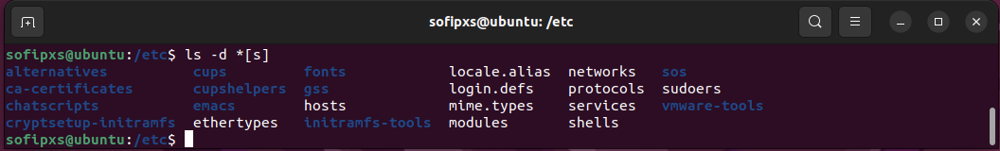 sofipxs@ubuntu: /etc
sofipxs@ubuntu:/etc$ ls -d *[s]
alternatives cups fonts locale.alias networks sos
ca-certificates cupshelpers gss login.defs protocols sudoers
chatscripts emacs hosts mime.types services vmware-tools
cryptsetup-initramfs ethertypes initramfs-tools modules shells
sofipxs@ubuntu:/etc$